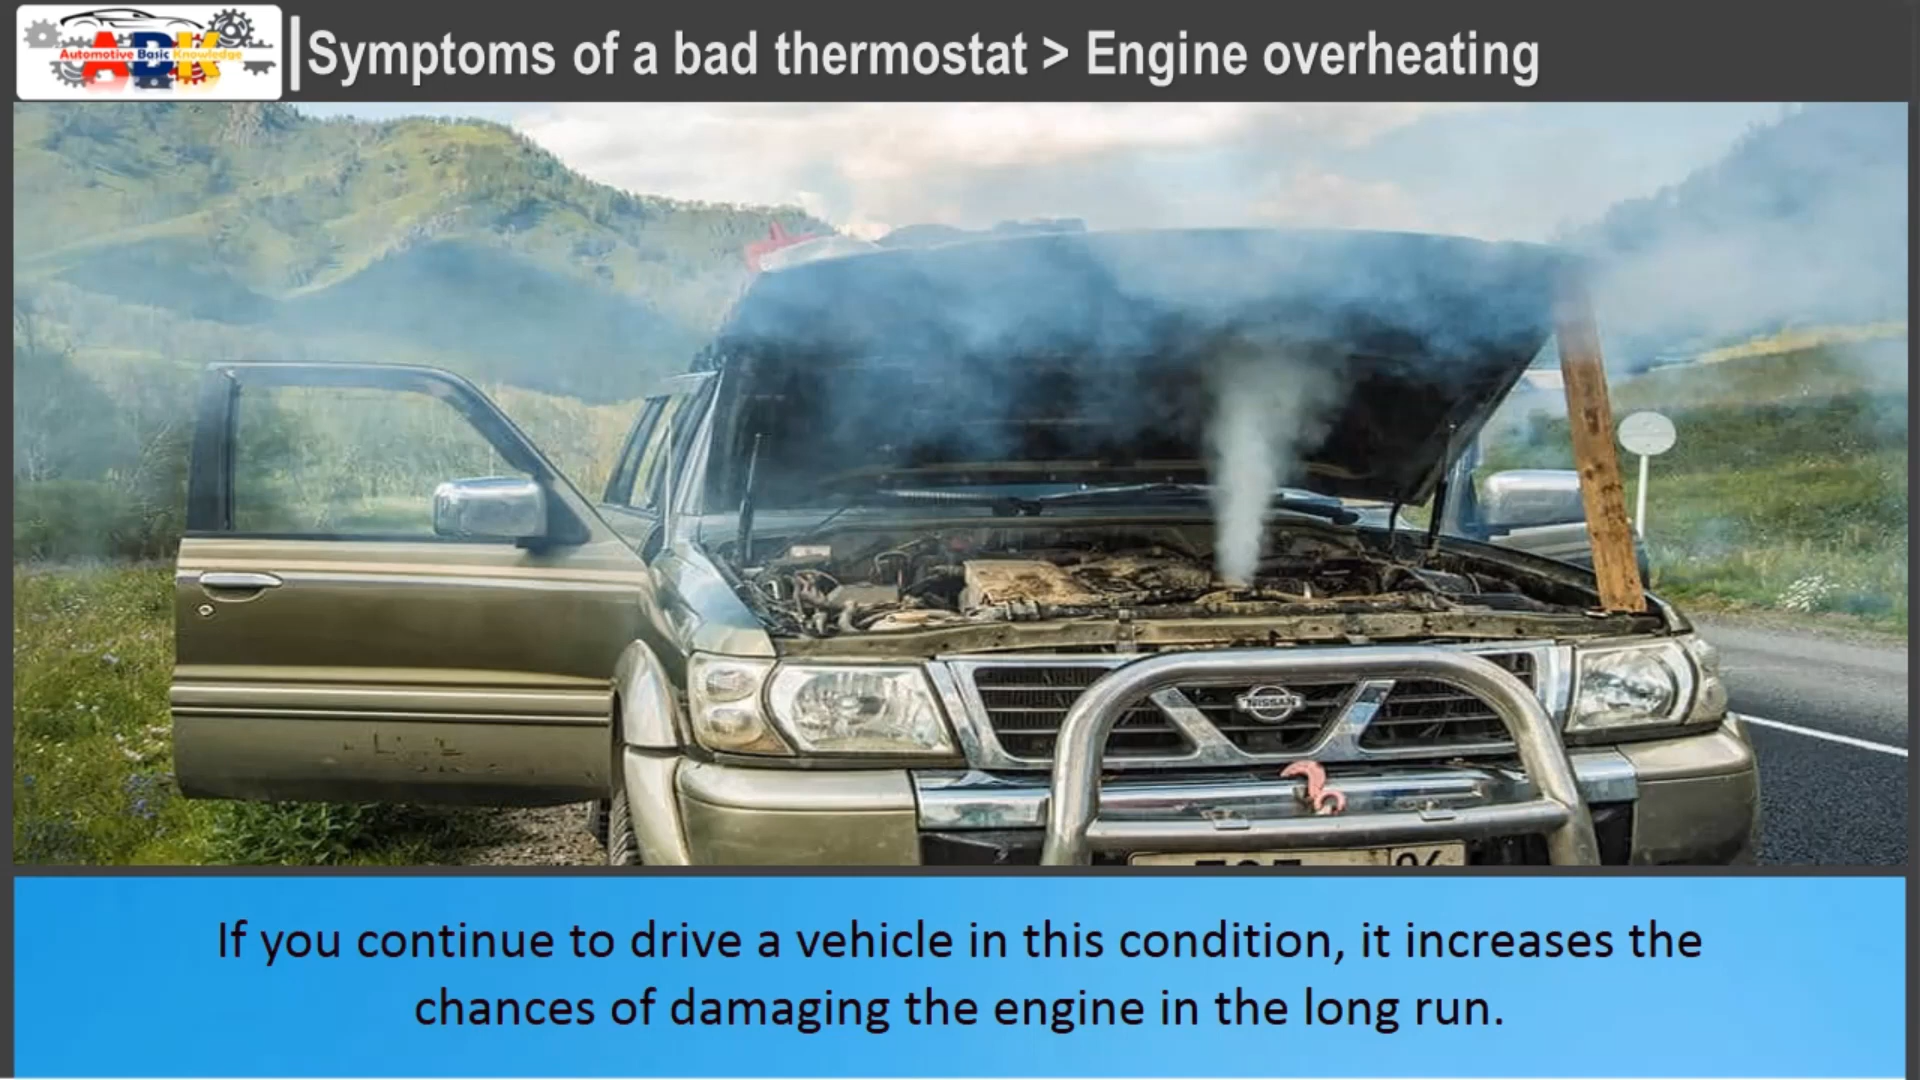 ABK
Automotive Basic Knowledge
Symptoms of a bad thermostat > Engine overheating
NISSAN
If you continue to drive a vehicle in this condition, it increases the
chances of damaging the engine in the long run.